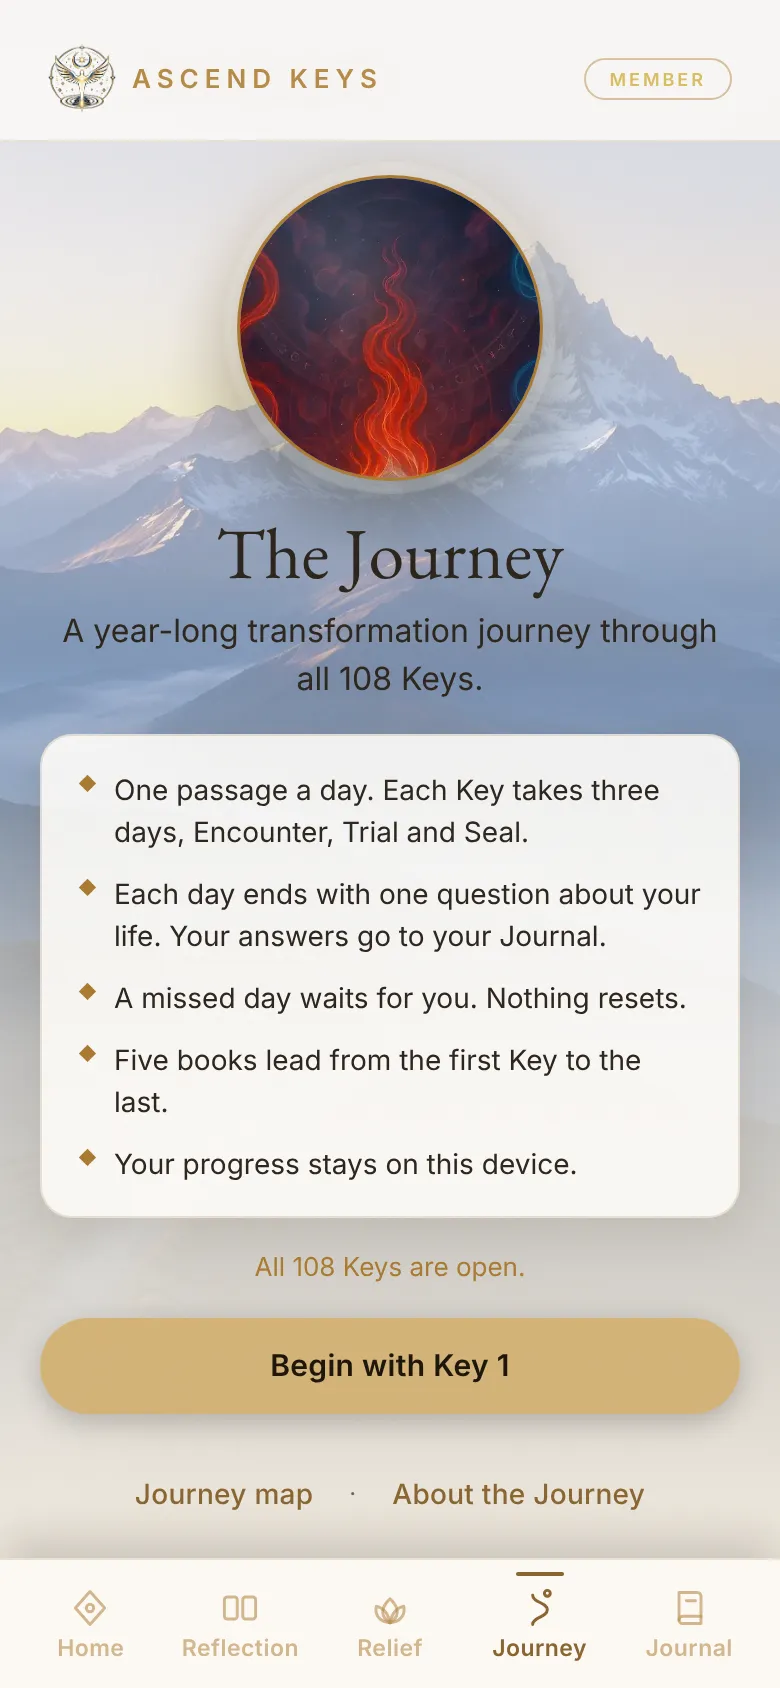 ASCEND KEYS
MEMBER
The Journey
A year-long transformation journey through
all 108 Keys.
One passage a day. Each Key takes three
days, Encounter, Trial and Seal.
Each day ends with one question about your
life. Your answers go to your Journal.
A missed day waits for you. Nothing resets.
Five books lead from the first Key to the
last.
Your progress stays on this device.
All 108 Keys are open.
Begin with Key 1
Journey map · About the Journey
Home Reflection Relief Journey Journal